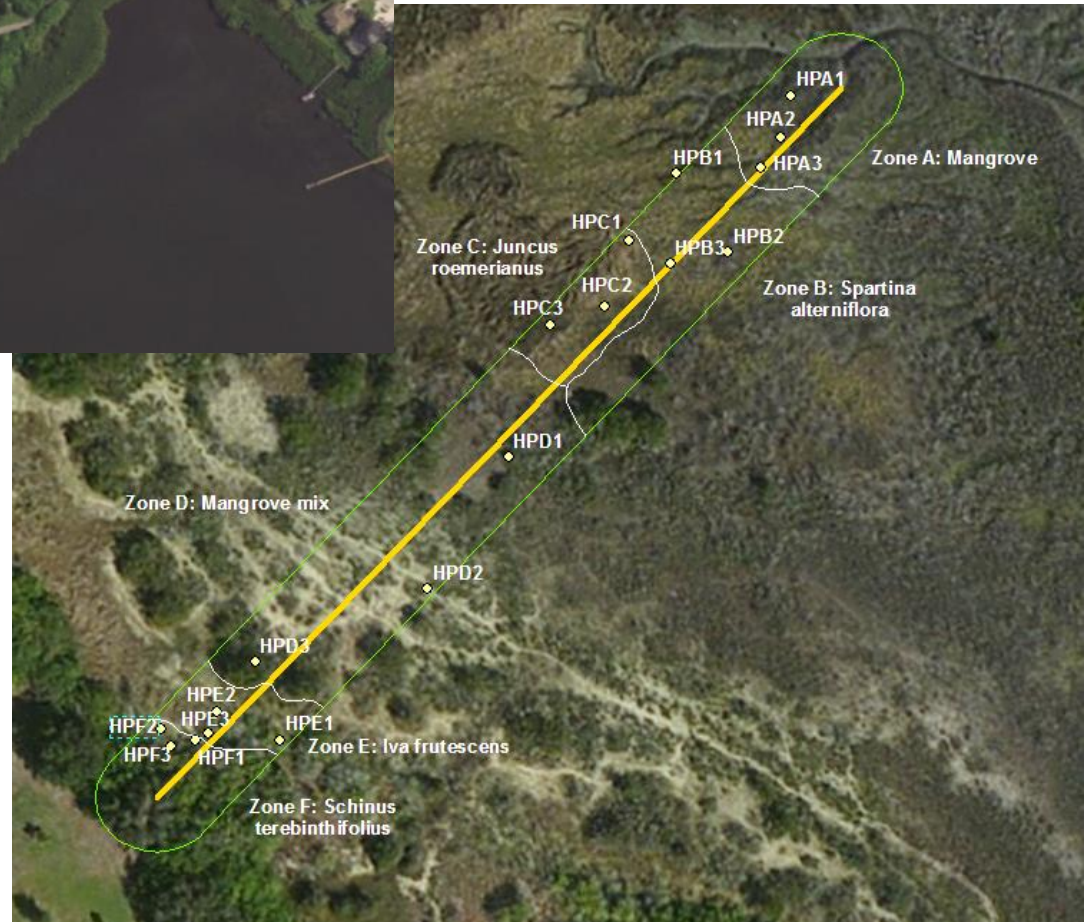 HPA1
HPA2
HPB1
HPA3
Zone A: Mangrove
HPC1
HPB3
HPB2
Zone C: Juncus
roemerianus
HPC2
Zone B: Spartina
alterniflora
HPC3
HPD1
Zone D: Mangrove mix
HPD2
HPD3
HPE2
HPE3
HPF2
HPE1
HPF3
HPF1
Zone E: Iva frutescens
Zone F: Schinus
terebinthifolius